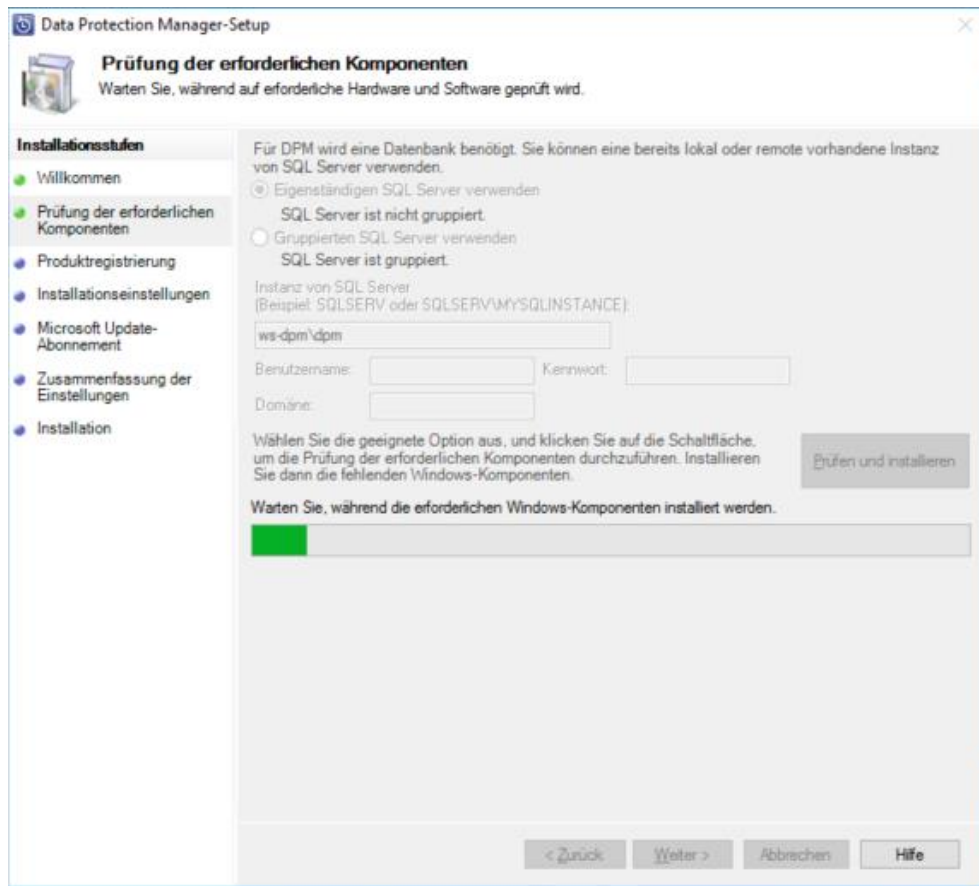 Data Protection Manager-Setup
Prüfung der erforderlichen Komponenten
Warten Sie, während auf erforderliche Hardware und Software geprüft wird.
Installationsstufen
Willkommen
Prüfung der erforderlichen
Komponenten
Produktregistrierung
Installationseinstellungen
Microsoft Update-
Abonnement
Zusammenfassung der
Einstellungen
Installation
Für DPM wird eine Datenbank benötigt. Sie können eine bereits lokal oder remote vorhandene Instanz
von SQL Server verwenden.
Eigenständigen SQL Server verwenden
SQL Server ist nicht gruppiert.
Gruppierten SQL Server verwenden
SQL Server ist gruppiert.
Instanz von SQL Server
(Beispiel: SQLSERV oder SQLSERV\MYSQLINSTANCE):
ws-dpm\dpm
Benutzername:
Kennwort:
Domäne:
Wählen Sie die geeignete Option aus, und klicken Sie auf die Schaltfläche,
um die Prüfung der erforderlichen Komponenten durchzuführen. Installieren
Sie dann die fehlenden Windows-Komponenten.
Prüfen und installieren
Warten Sie, während die erforderlichen Windows-Komponenten installiert werden.
< Zurück
Weiter >
Abbrechen
Hilfe